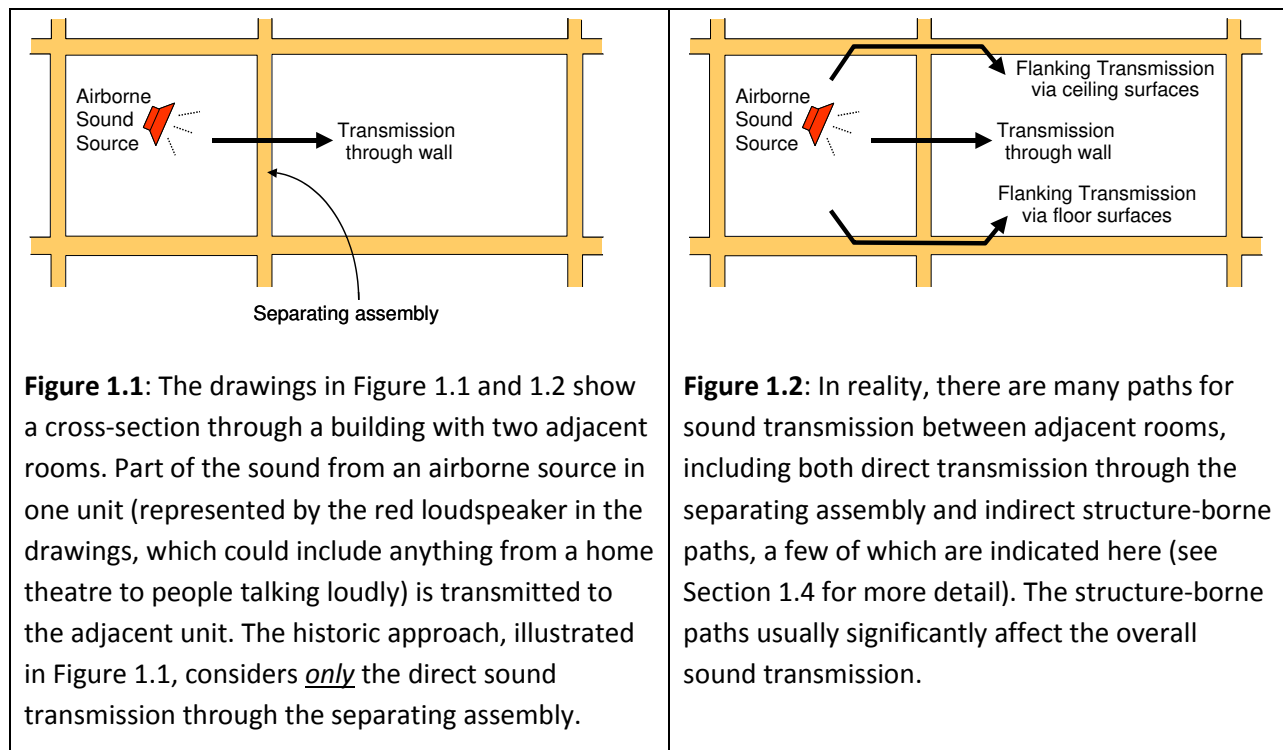 Airborne
Sound
Source
Transmission
through wall
Separating assembly
Figure 1.1: The drawings in Figure 1.1 and 1.2 show
a cross-section through a building with two adjacent
rooms. Part of the sound from an airborne source in
one unit (represented by the red loudspeaker in the
drawings, which could include anything from a home
theatre to people talking loudly) is transmitted to
the adjacent unit. The historic approach, illustrated
in Figure 1.1, considers only the direct sound
transmission through the separating assembly.
Airborne
Sound
Source
Flanking Transmission
via ceiling surfaces
Transmission
through wall
Flanking Transmission
via floor surfaces
Figure 1.2: In reality, there are many paths for
sound transmission between adjacent rooms,
including both direct transmission through the
separating assembly and indirect structure-borne
paths, a few of which are indicated here (see
Section 1.4 for more detail). The structure-borne
paths usually significantly affect the overall
sound transmission.